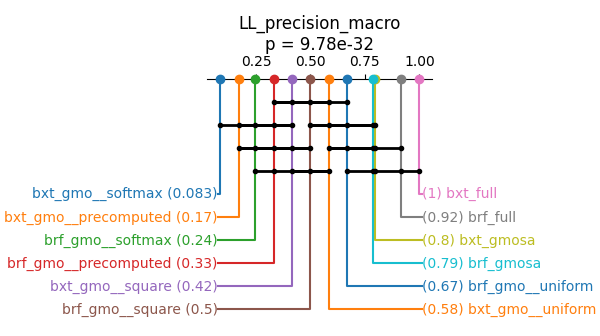 LL_precision_macro
p = 9.78e-32
0.25 0.50 0.75 1.00
bxt_gmo__softmax (0.083) (1) bxt_full
bxt_gmo__precomputed (0.17) (0.92) brf_full
brf_gmo__softmax (0.24) (0.8) bxt_gmosa
brf_gmo__precomputed (0.33) (0.79) brf_gmosa
bxt_gmo__square (0.42) (0.67) brf_gmo__uniform
brf_gmo__square (0.5) (0.58) bxt_gmo__uniform